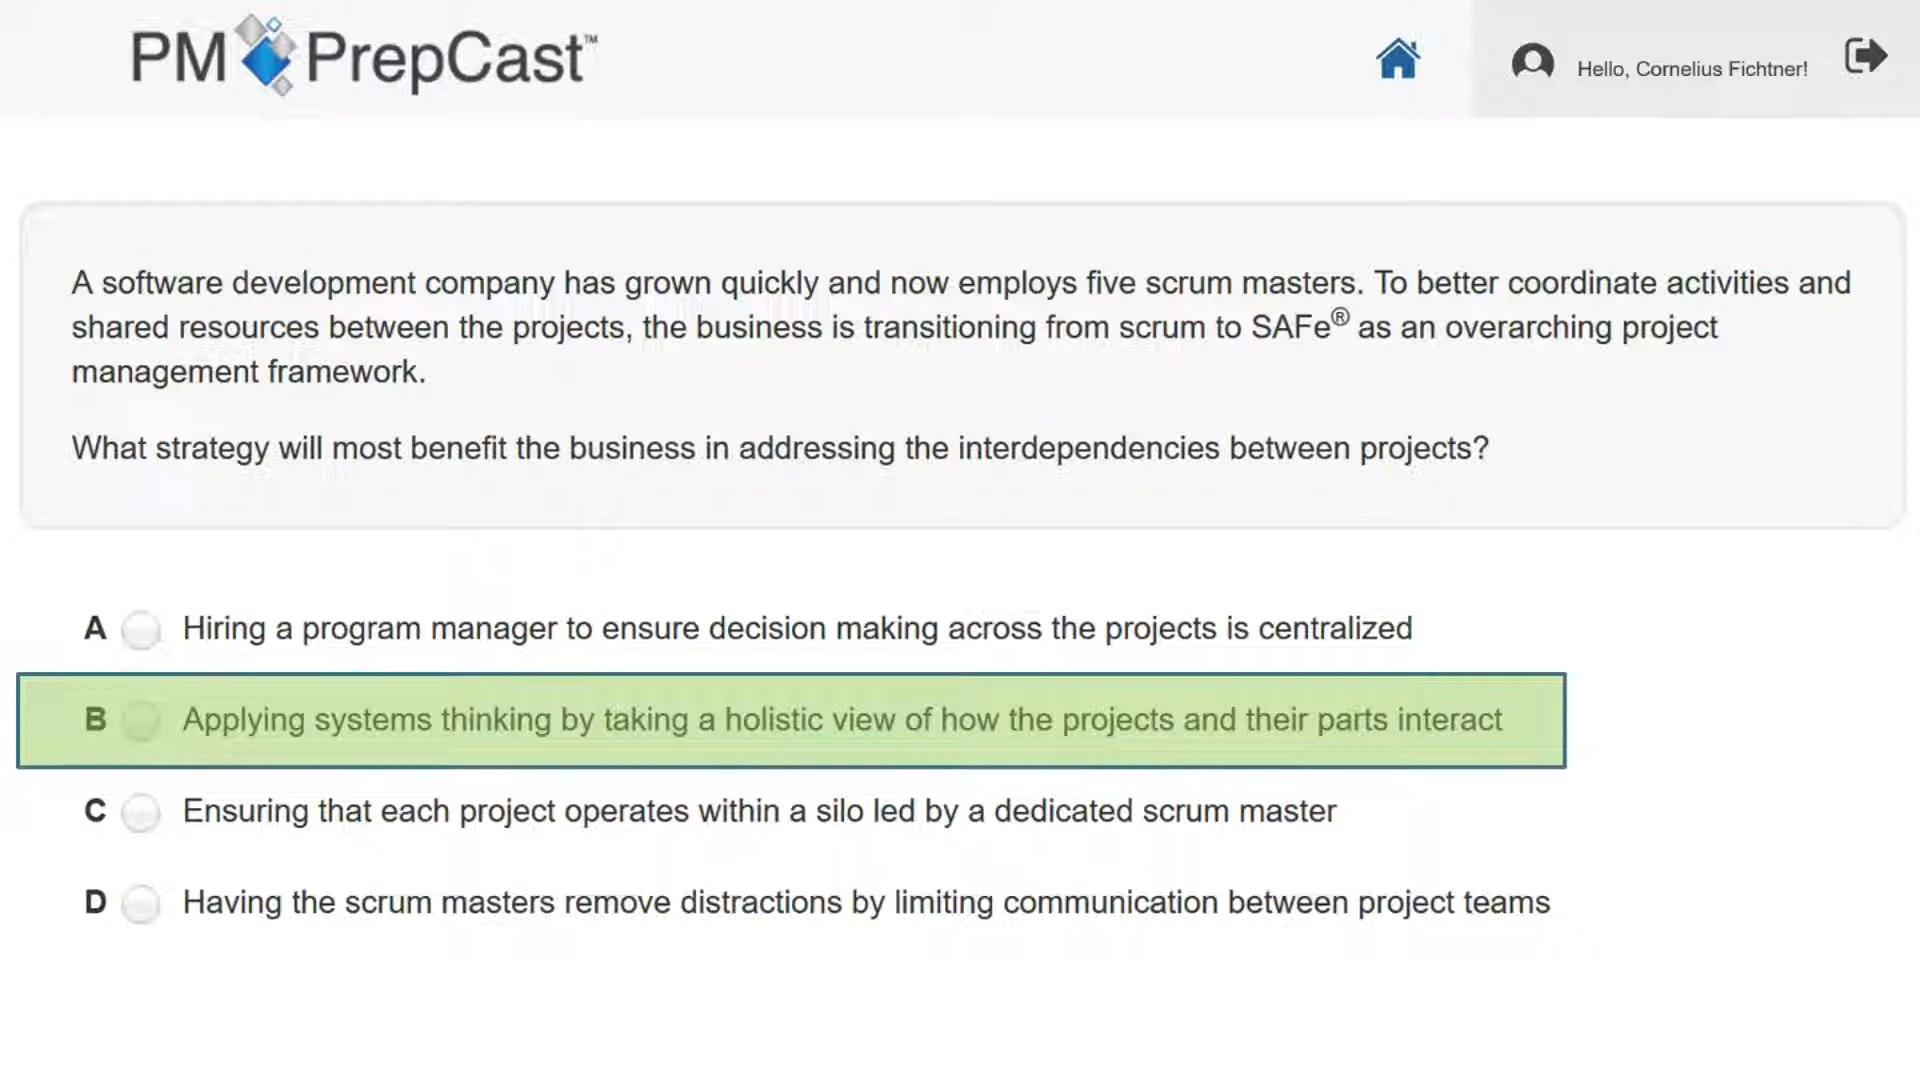 PM PrepCast™
Hello, Cornelius Fichtner!
A software development company has grown quickly and now employs five scrum masters. To better coordinate activities and
shared resources between the projects, the business is transitioning from scrum to SAFe® as an overarching project
management framework.
What strategy will most benefit the business in addressing the interdependencies between projects?
A Hiring a program manager to ensure decision making across the projects is centralized
B Applying systems thinking by taking a holistic view of how the projects and their parts interact
C Ensuring that each project operates within a silo led by a dedicated scrum master
D Having the scrum masters remove distractions by limiting communication between project teams